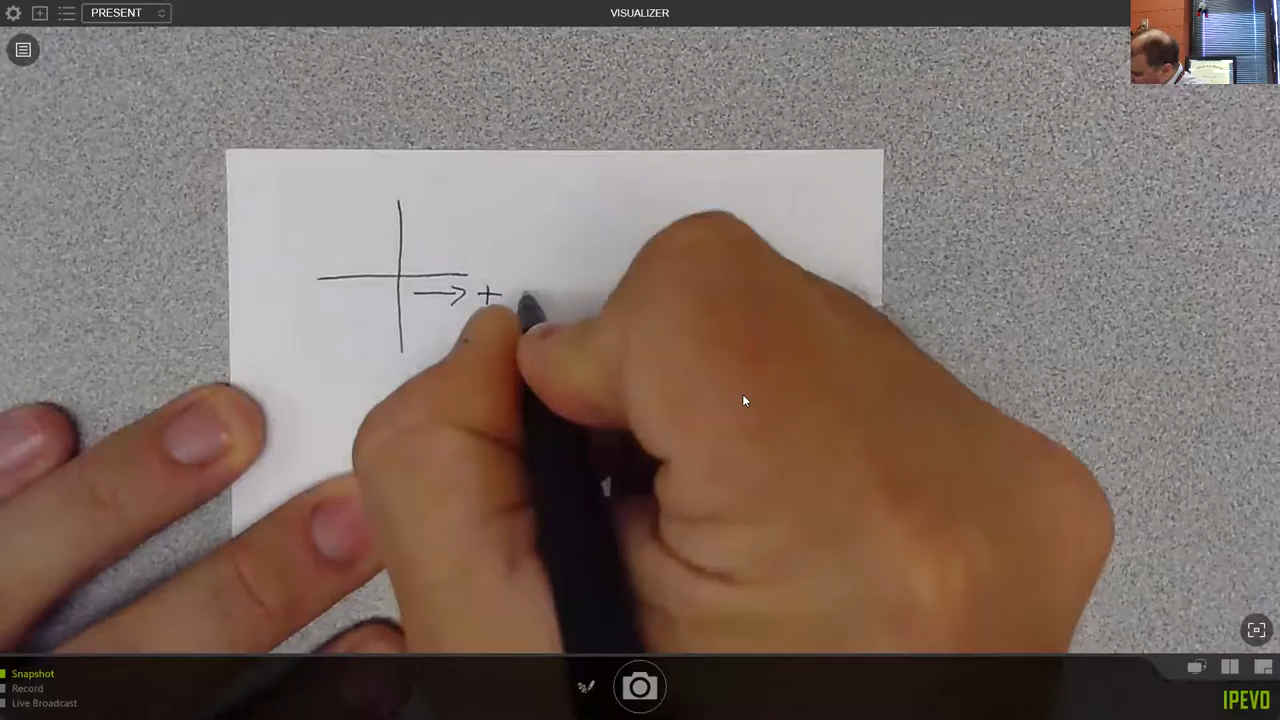 PRESENT
VISUALIZER
→ +
Snapshot
Record
Live Broadcast
IPEVO